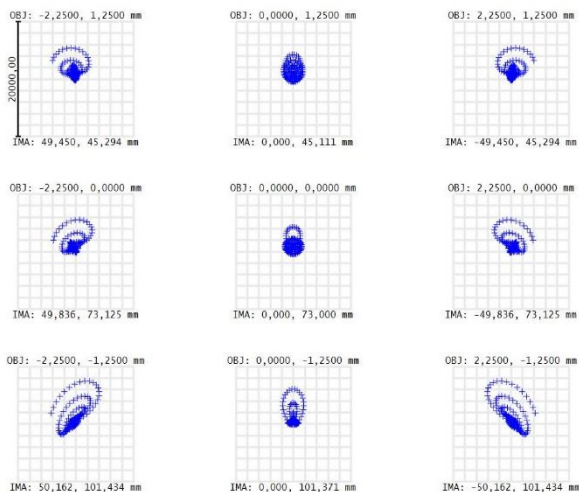 OBJ: -2,2500, 1,2500 mm
OBJ: 0,0000, 1,2500 mm
OBJ: 2,2500, 1,2500 mm
20000,00
IMA: 49,450, 45,294 mm
IMA: 0,000, 45,111 mm
IMA: -49,450, 45,294 mm
OBJ: -2,2500, 0,0000 mm
OBJ: 0,0000, 0,0000 mm
OBJ: 2,2500, 0,0000 mm
IMA: 49,836, 73,125 mm
IMA: 0,000, 73,000 mm
IMA: -49,836, 73,125 mm
OBJ: -2,2500, -1,2500 mm
OBJ: 0,0000, -1,2500 mm
OBJ: 2,2500, -1,2500 mm
IMA: 50,162, 101,434 mm
IMA: 0,000, 101,371 mm
IMA: -50,162, 101,434 mm